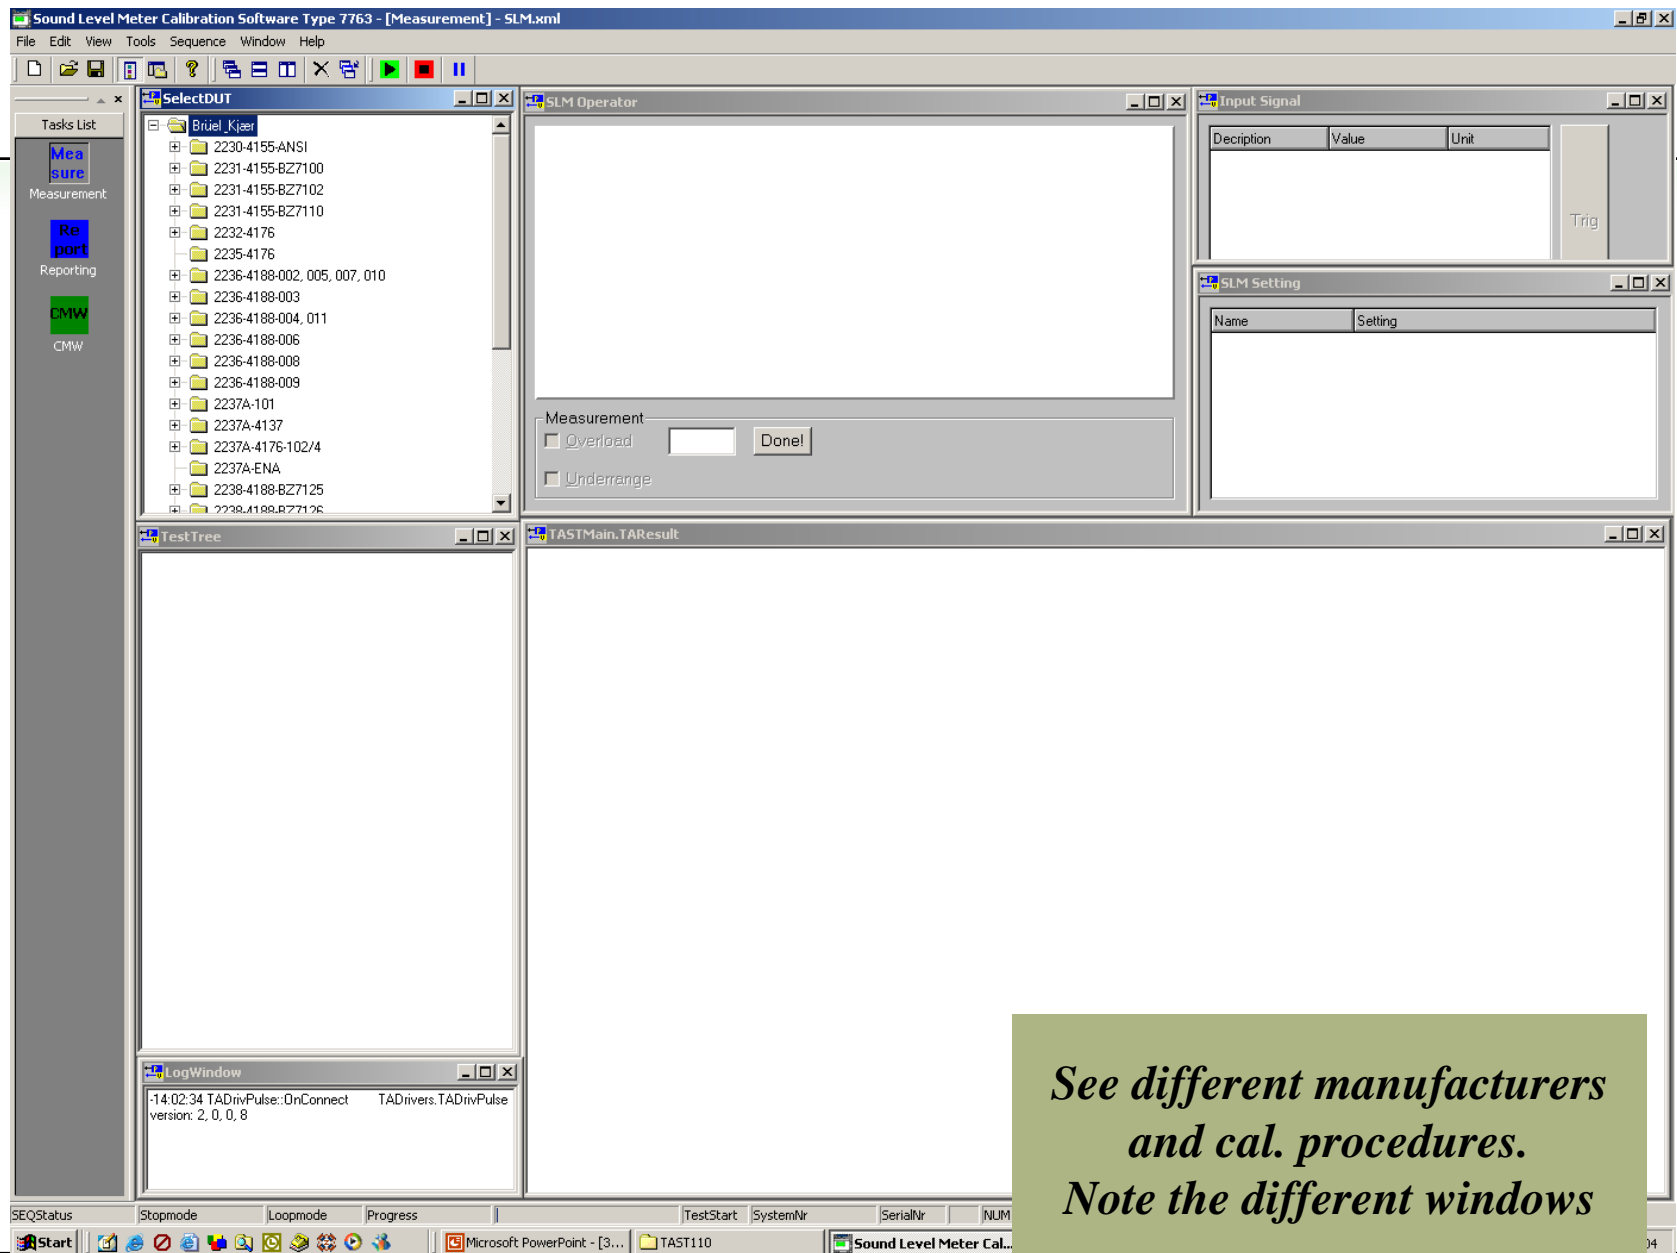 Sound Level Meter Calibration Software Type 7763 - [Measurement] - SLM.xml
File Edit View Tools Sequence Window Help
Tasks List
Mea
sure
Measurement
Re
port
Reporting
CMW
CMW
SelectDUT
Brüel_Kjær
2230-4155-ANSI
2231-4155-BZ7100
2231-4155-BZ7102
2231-4155-BZ7110
2232-4176
2235-4176
2236-4188-002, 005, 007, 010
2236-4188-003
2236-4188-004, 011
2236-4188-006
2236-4188-008
2236-4188-009
2237A-101
2237A-4137
2237A-4176-102/4
2237A-ENA
2238-4188-BZ7125
2238-4188-BZ7126
SLM Operator
Measurement
Overload
Done!
Underrange
Input Signal
Decription Value Unit
Trig
SLM Setting
Name Setting
TestTree
TASTMain.TAResult
LogWindow
-14:02:34 TADrivPulse::OnConnect TADrivers.TADrivPulse
version: 2, 0, 0, 8
See different manufacturers
and cal. procedures.
Note the different windows
SEQStatus Stopmode Loopmode Progress TestStart SystemNr SerialNr NUM
Start Microsoft PowerPoint - [3... TAST110 Sound Level Meter Cal... 04